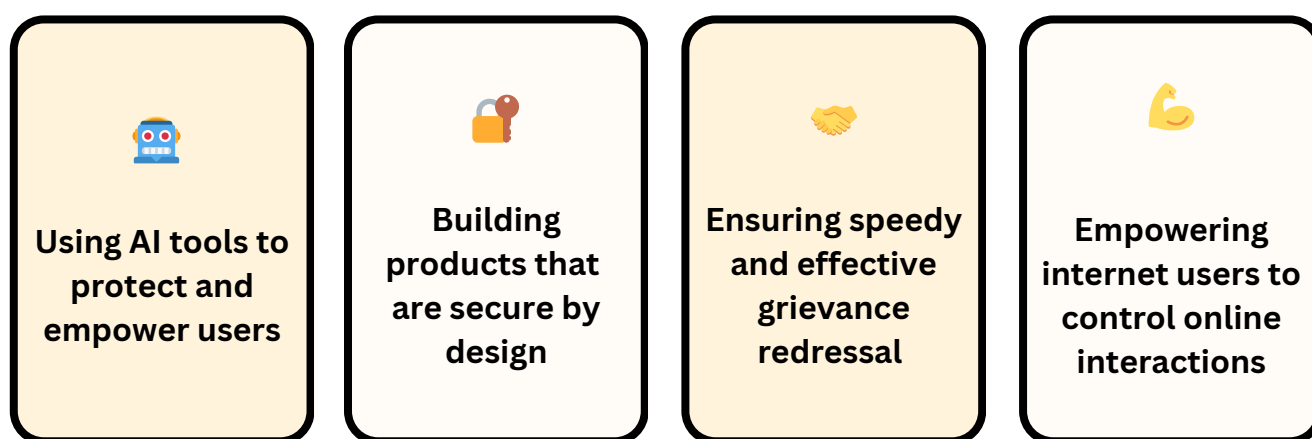 Using AI tools to
protect and
empower users
Building
products that
are secure by
design
Ensuring speedy
and effective
grievance
redressal
Empowering
internet users to
control online
interactions